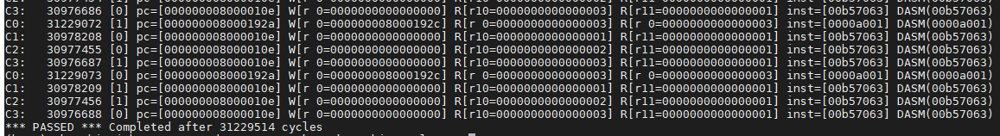 C3: 30976686 [0] pc=[000000008000010e] W[r 0=0000000000000000] R[r10=0000000000000003] R[r11=0000000000000001] inst=[00b57063] DASM(00b57063)
C0: 31229072 [1] pc=[000000008000192a] W[r 0=000000008000192c] R[r 0=0000000000000003] R[r 0=0000000000000003] inst=[0000a001] DASM(0000a001)
C1: 30978208 [0] pc=[000000008000010e] W[r 0=0000000000000000] R[r10=0000000000000001] R[r11=0000000000000001] inst=[00b57063] DASM(00b57063)
C2: 30977455 [0] pc=[000000008000010e] W[r 0=0000000000000000] R[r10=0000000000000002] R[r11=0000000000000001] inst=[00b57063] DASM(00b57063)
C3: 30976687 [1] pc=[000000008000010e] W[r 0=0000000000000000] R[r10=0000000000000003] R[r11=0000000000000001] inst=[00b57063] DASM(00b57063)
C0: 31229073 [1] pc=[000000008000192a] W[r 0=000000008000192c] R[r 0=0000000000000003] R[r 0=0000000000000003] inst=[0000a001] DASM(0000a001)
C1: 30978209 [1] pc=[000000008000010e] W[r 0=0000000000000000] R[r10=0000000000000001] R[r11=0000000000000001] inst=[00b57063] DASM(00b57063)
C2: 30977456 [1] pc=[000000008000010e] W[r 0=0000000000000000] R[r10=0000000000000002] R[r11=0000000000000001] inst=[00b57063] DASM(00b57063)
C3: 30976688 [0] pc=[000000008000010e] W[r 0=0000000000000000] R[r10=0000000000000003] R[r11=0000000000000001] inst=[00b57063] DASM(00b57063)
*** PASSED *** Completed after 31229514 cycles